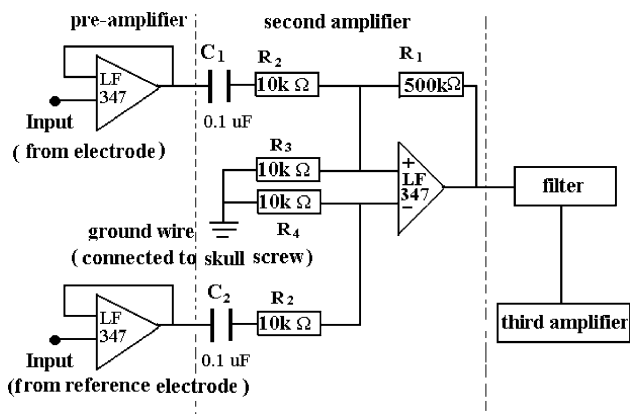 pre-amplifier
second amplifier
C1
R2
R1
LF
347
10k Ω
500kΩ
Input
0.1 uF
( from electrode)
R3
10k Ω
+
LF
347
−
10k Ω
filter
ground wire
R4
( connected to skull screw)
C2
R2
LF
347
10k Ω
third amplifier
Input
0.1 uF
(from reference electrode)